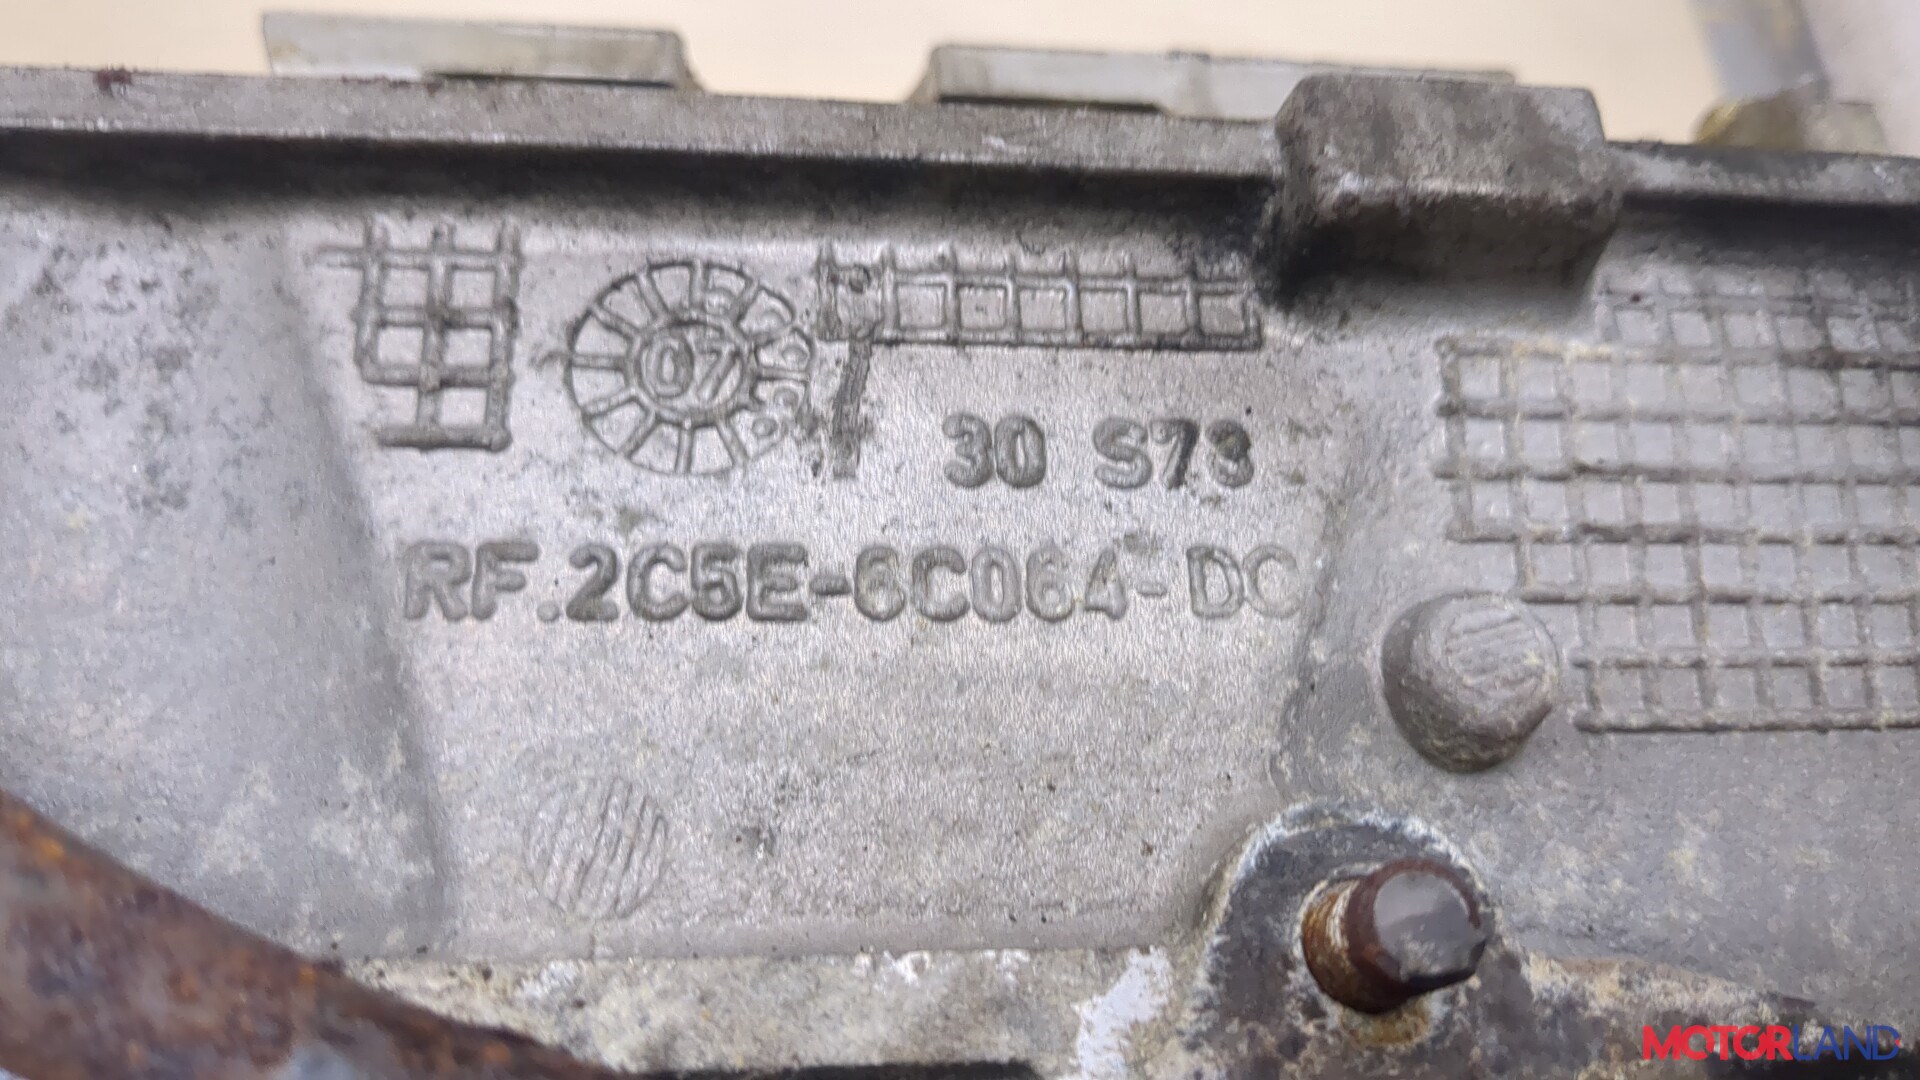 07
30 S73
RF.2C5E-6C064-DC
MOTORLAND